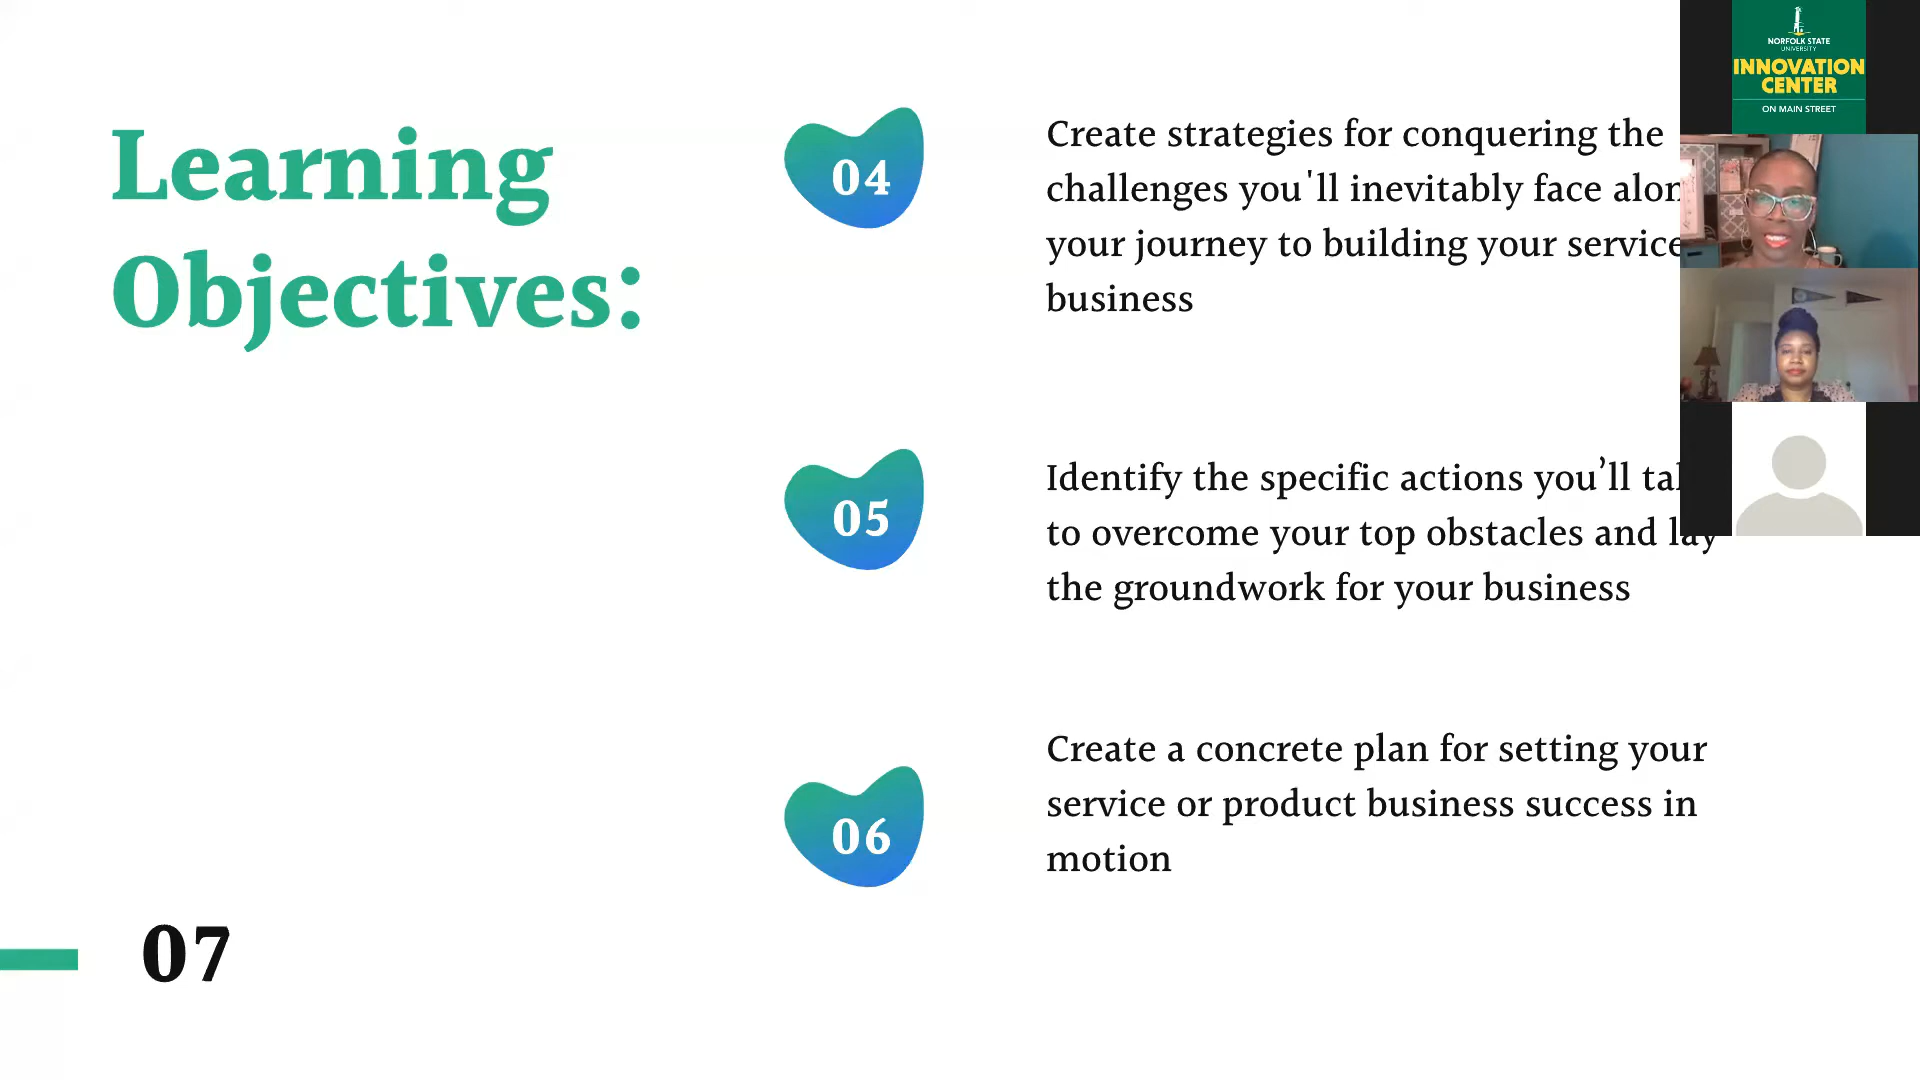 Learning
Objectives:
04
Create strategies for conquering the
challenges you'll inevitably face
your journey to building your service
business
05
Identify the specific actions you’ll
to overcome your top obstacles and lay
the groundwork for your business
06
Create a concrete plan for setting your
service or product business success in
motion
07
NORFOLK STATE
UNIVERSITY
INNOVATION
CENTER
ON MAIN STREET